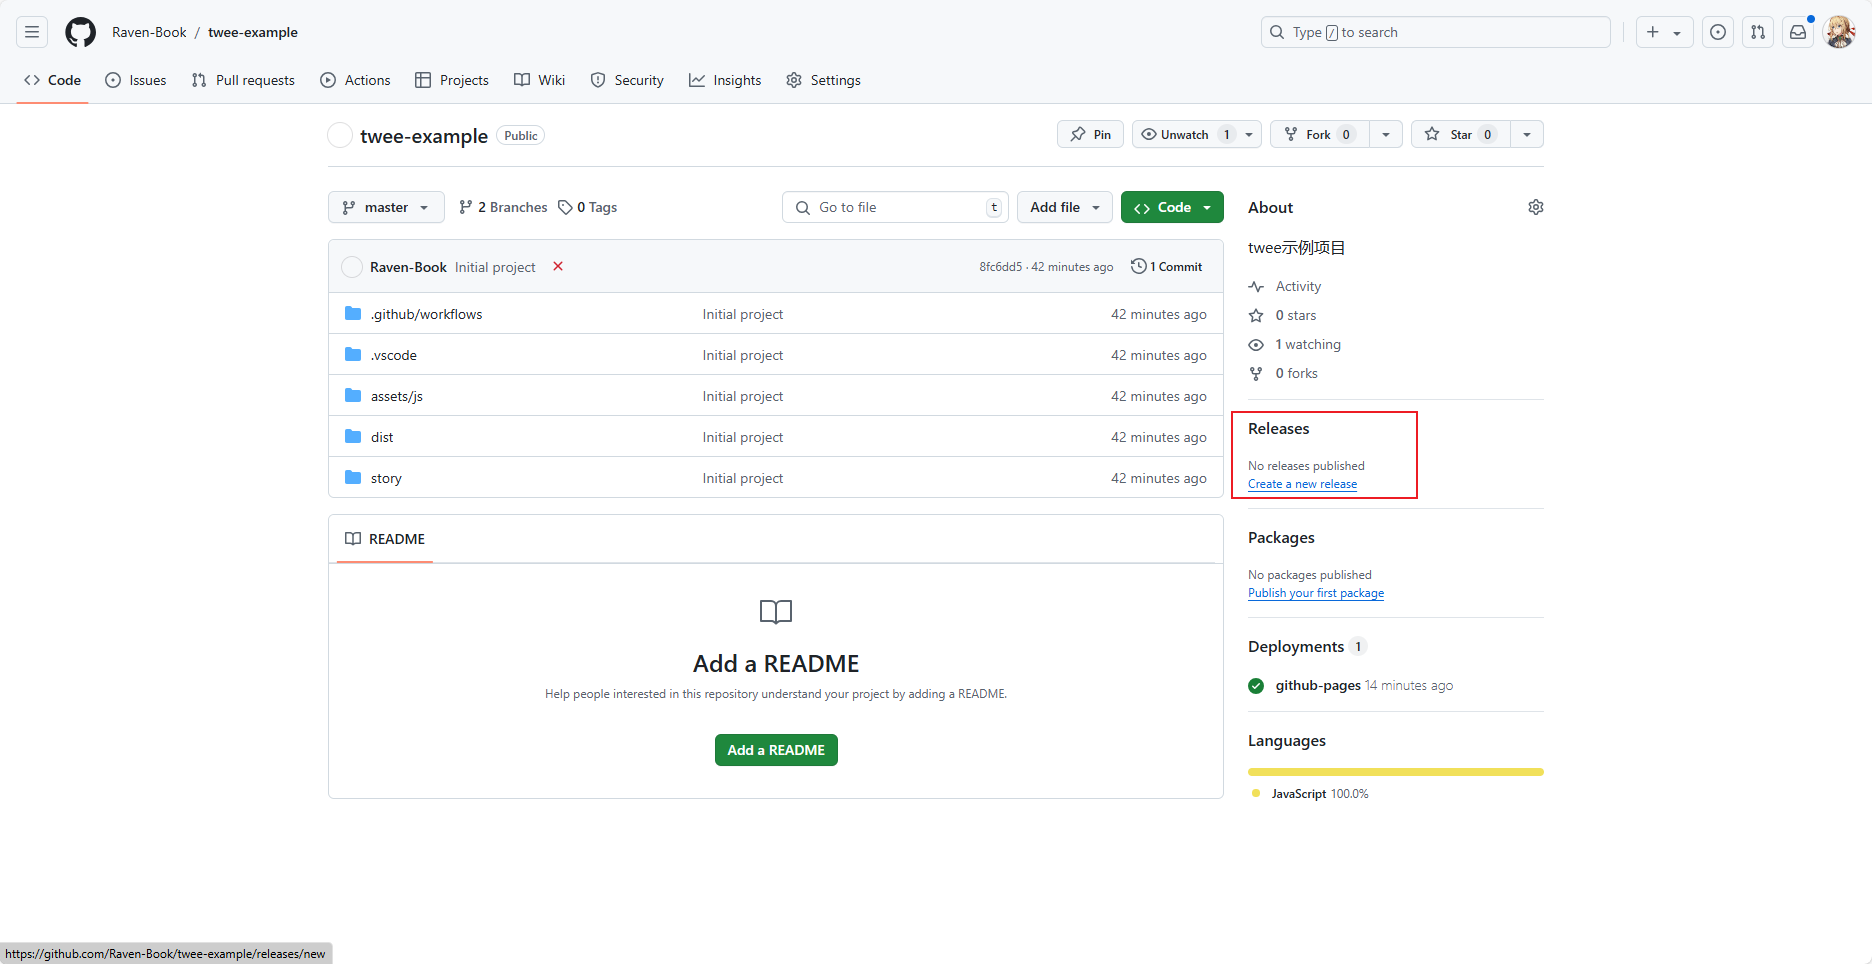 Raven-Book / twee-example
Type / to search
Code Issues Pull requests Actions Projects Wiki Security Insights Settings
twee-example Public
Pin Unwatch 1 Fork 0 Star 0
master 2 Branches 0 Tags Go to file t Add file Code
Raven-Book Initial project 8fc6dd5 · 42 minutes ago 1 Commit
.github/workflows Initial project 42 minutes ago
.vscode Initial project 42 minutes ago
assets/js Initial project 42 minutes ago
dist Initial project 42 minutes ago
story Initial project 42 minutes ago
README
Add a README
Help people interested in this repository understand your project by adding a README.
Add a README
About
twee示例项目
Activity
0 stars
1 watching
0 forks
Releases
No releases published
Create a new release
Packages
No packages published
Publish your first package
Deployments 1
github-pages 14 minutes ago
Languages
JavaScript 100.0%
https://github.com/Raven-Book/twee-example/releases/new